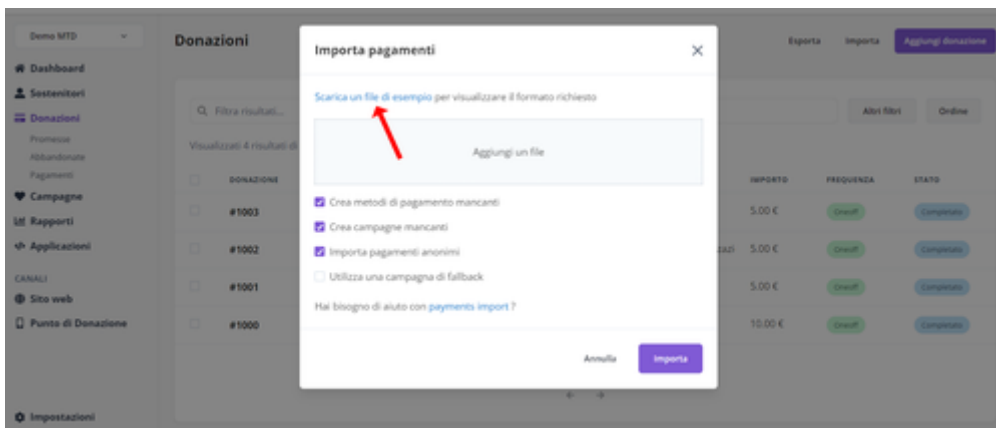 Demo MTD
Dashboard
Sostenitori
Donazioni
Promesse
Abbandonate
Pagamenti
Campagne
Rapporti
Applicazioni
CANALI
Sito web
Punto di Donazione
Impostazioni
Donazioni
Esporta
Importa
Aggiungi donazione
Filtra risultati...
Altri filtri
Ordine
Visualizzati 4 risultati di
DONAZIONE
IMPORTO
FREQUENZA
STATO
#1003
5.00 €
Oneoff
Completato
#1002
5.00 €
Oneoff
Completato
#1001
5.00 €
Oneoff
Completato
#1000
10.00 €
Oneoff
Completato
Importa pagamenti
Scarica un file di esempio per visualizzare il formato richiesto
Aggiungi un file
Crea metodi di pagamento mancanti
Crea campagne mancanti
Importa pagamenti anonimi
Utilizza una campagna di fallback
Hai bisogno di aiuto con payments import ?
Annulla
Importa